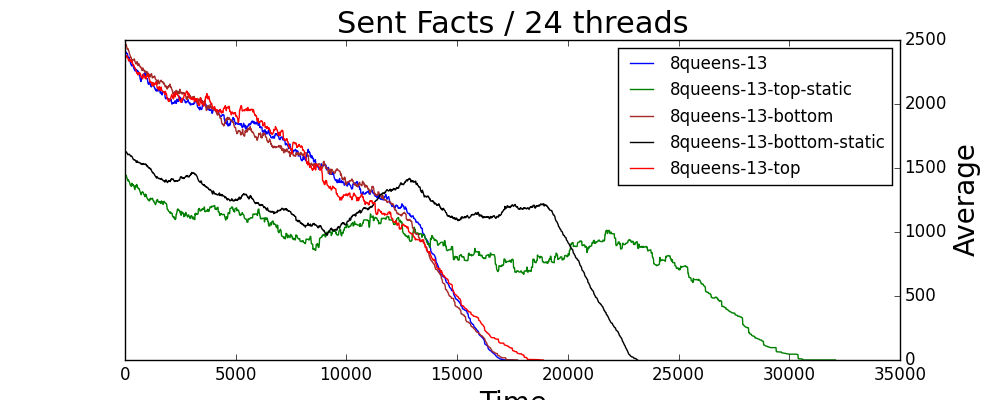 Sent Facts / 24 threads
8queens-13
8queens-13-top-static
8queens-13-bottom
8queens-13-bottom-static
8queens-13-top
2500
2000
1500
1000
500
0
Average
0 5000 10000 15000 20000 25000 30000 35000
Time